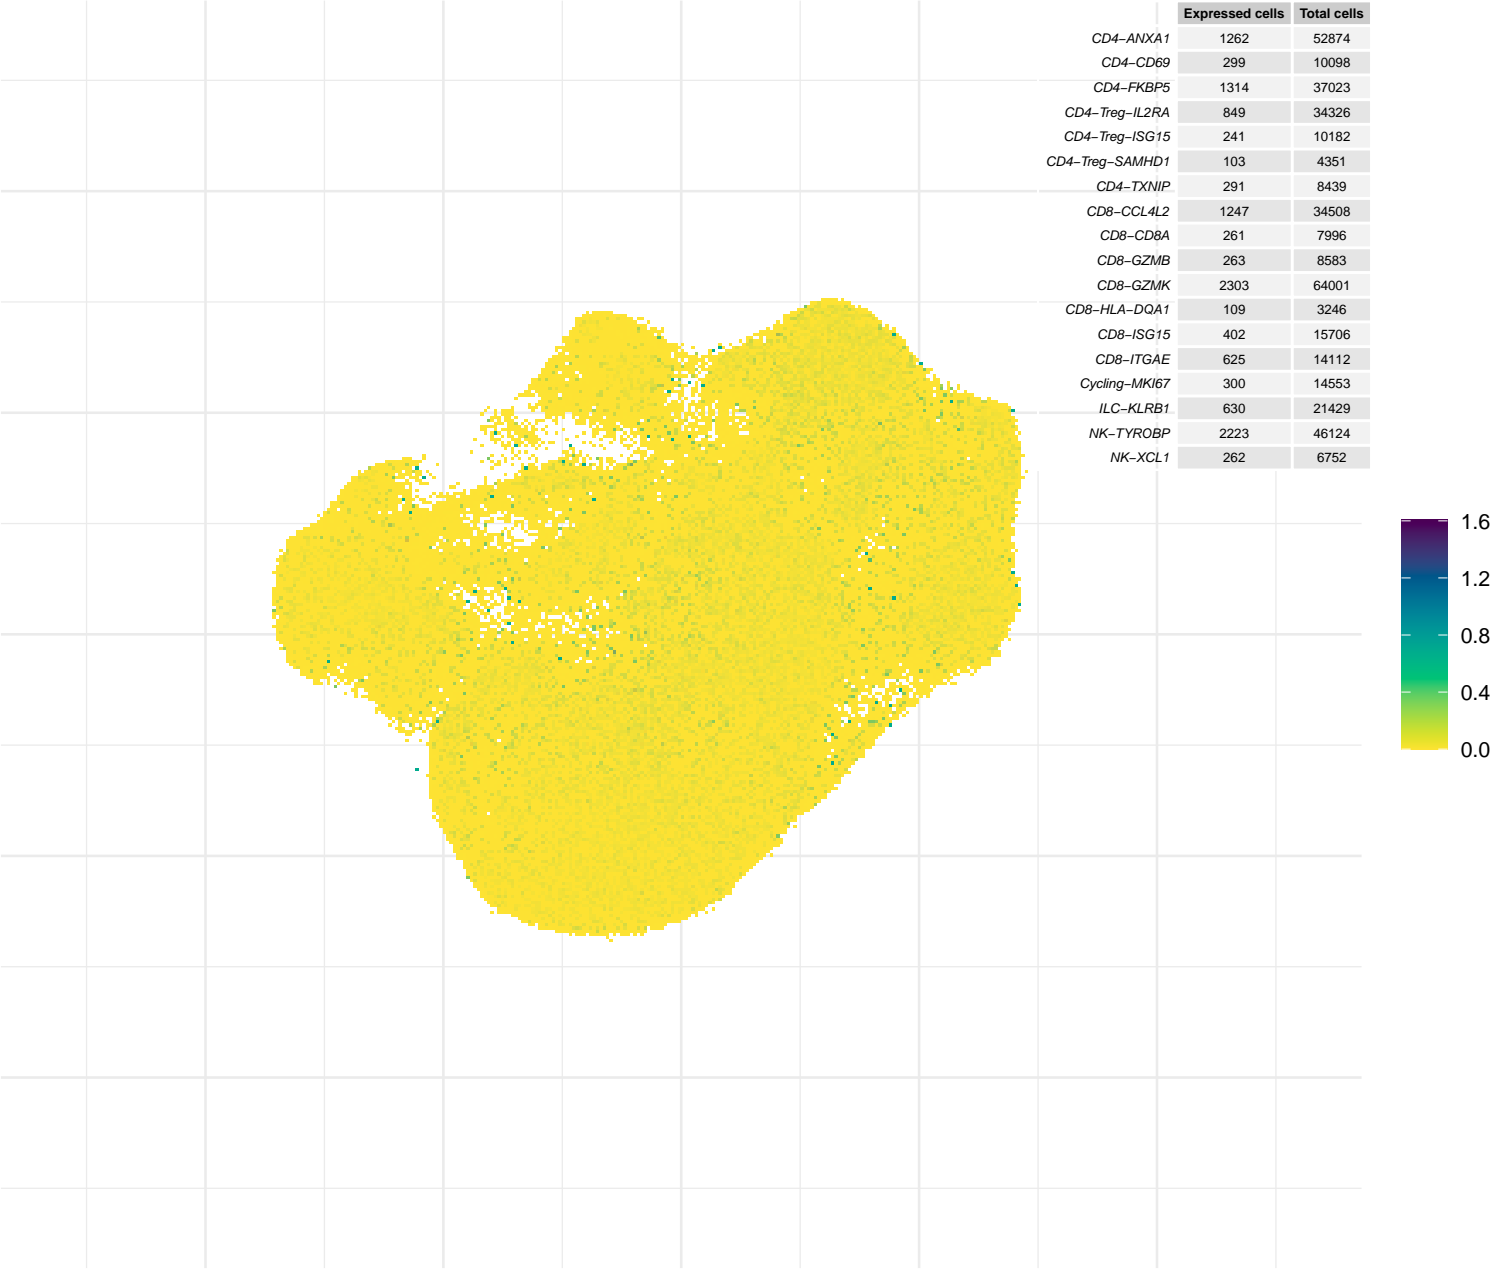 Expressed cells Total cells
CD4−ANXA1 1262 52874
CD4−CD69 299 10098
CD4−FKBP5 1314 37023
CD4−Treg−IL2RA 849 34326
CD4−Treg−ISG15 241 10182
CD4−Treg−SAMHD1 103 4351
CD4−TXNIP 291 8439
CD8−CCL4L2 1247 34508
CD8−CD8A 261 7996
CD8−GZMB 263 8583
CD8−GZMK 2303 64001
CD8−HLA−DQA1 109 3246
CD8−ISG15 402 15706
CD8−ITGAE 625 14112
Cycling−MKI67 300 14553
ILC−KLRB1 630 21429
NK−TYROBP 2223 46124
NK−XCL1 262 6752
1.6
1.2
0.8
0.4
0.0